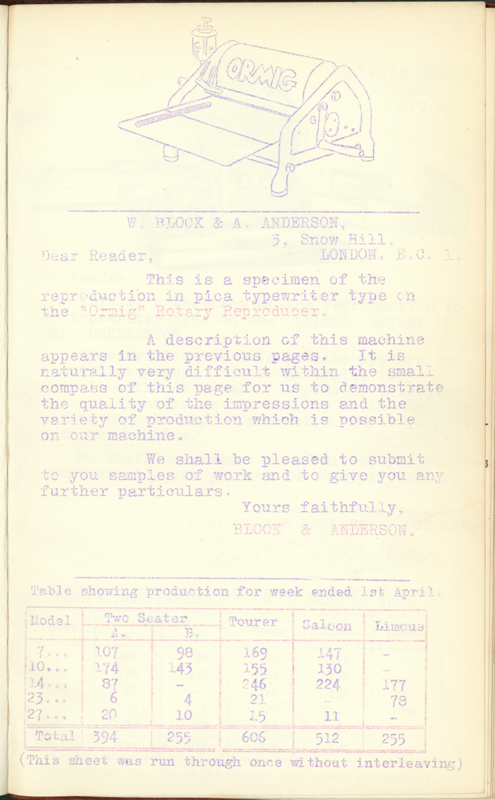 ORMIG
W. BLOCK & A. ANDERSON,
3, Snow Hill.
Dear Reader, LONDON. E.C. 1.
This is a specimen of the
reproduction in pica typewriter type on
the "Ormig" Rotary Reproducer.
A description of this machine
appears in the previous pages. It is
naturally very difficult within the small
compass of this page for us to demonstrate
the quality of the impressions and the
variety of production which is possible
on our machine.
We shall be pleased to submit
to you samples of work and to give you any
further particulars.
Yours faithfully,
BLOCK & ANDERSON.
Table showing production for week ended 1st April.
Model Two Seater Tourer Saloon Limous
A. B.
7... 107 98 169 147 -
10... 174 143 155 130 -
14... 87 - 246 224 177
23... 6 4 21 - 78
27... 20 10 15 11 -
Total 394 255 606 512 255
(This sheet was run through once without interleaving)